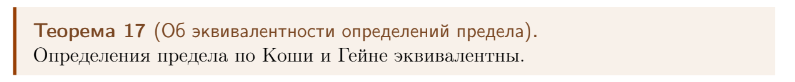 Теорема 17 (Об эквивалентности определений предела).
Определения предела по Коши и Гейне эквивалентны.